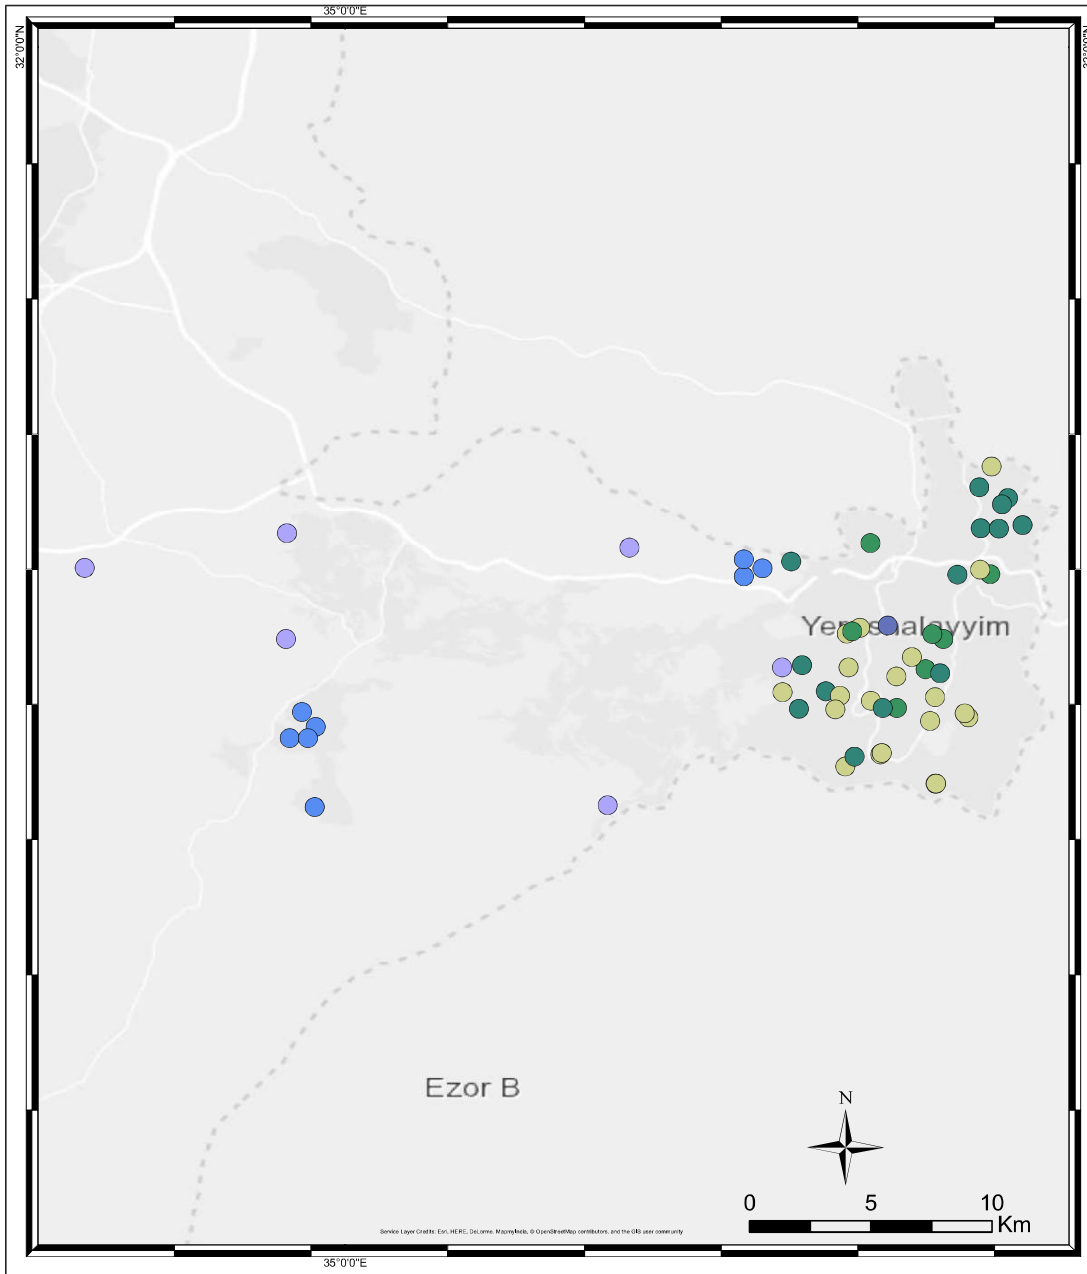 35°0'0"E
32°0'0"N
Yerushalayyim
Ezor B
N
0 5 10
Km
Service Layer Credits: Esri, HERE, DeLorme, MapmyIndia, © OpenStreetMap contributors, and the GIS user community
35°0'0"E